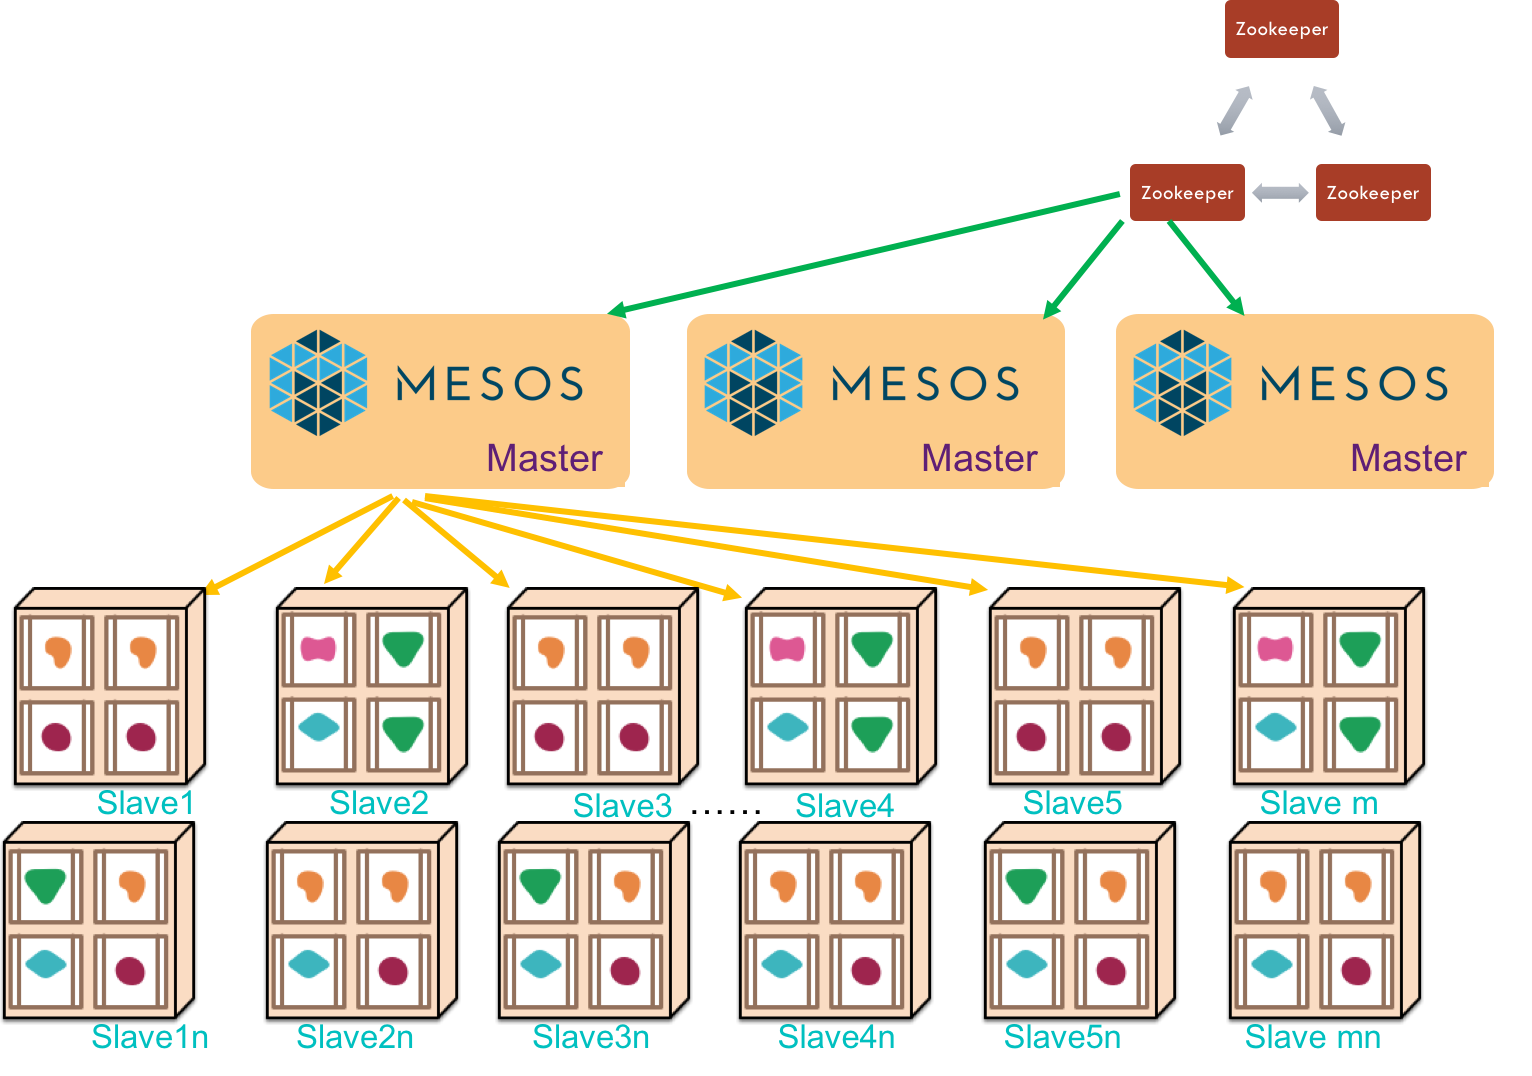 Zookeeper
Zookeeper
Zookeeper
MESOS
Master
MESOS
Master
MESOS
Master
Slave1
Slave2
Slave3
......
Slave4
Slave5
Slave m
Slave1n
Slave2n
Slave3n
Slave4n
Slave5n
Slave mn